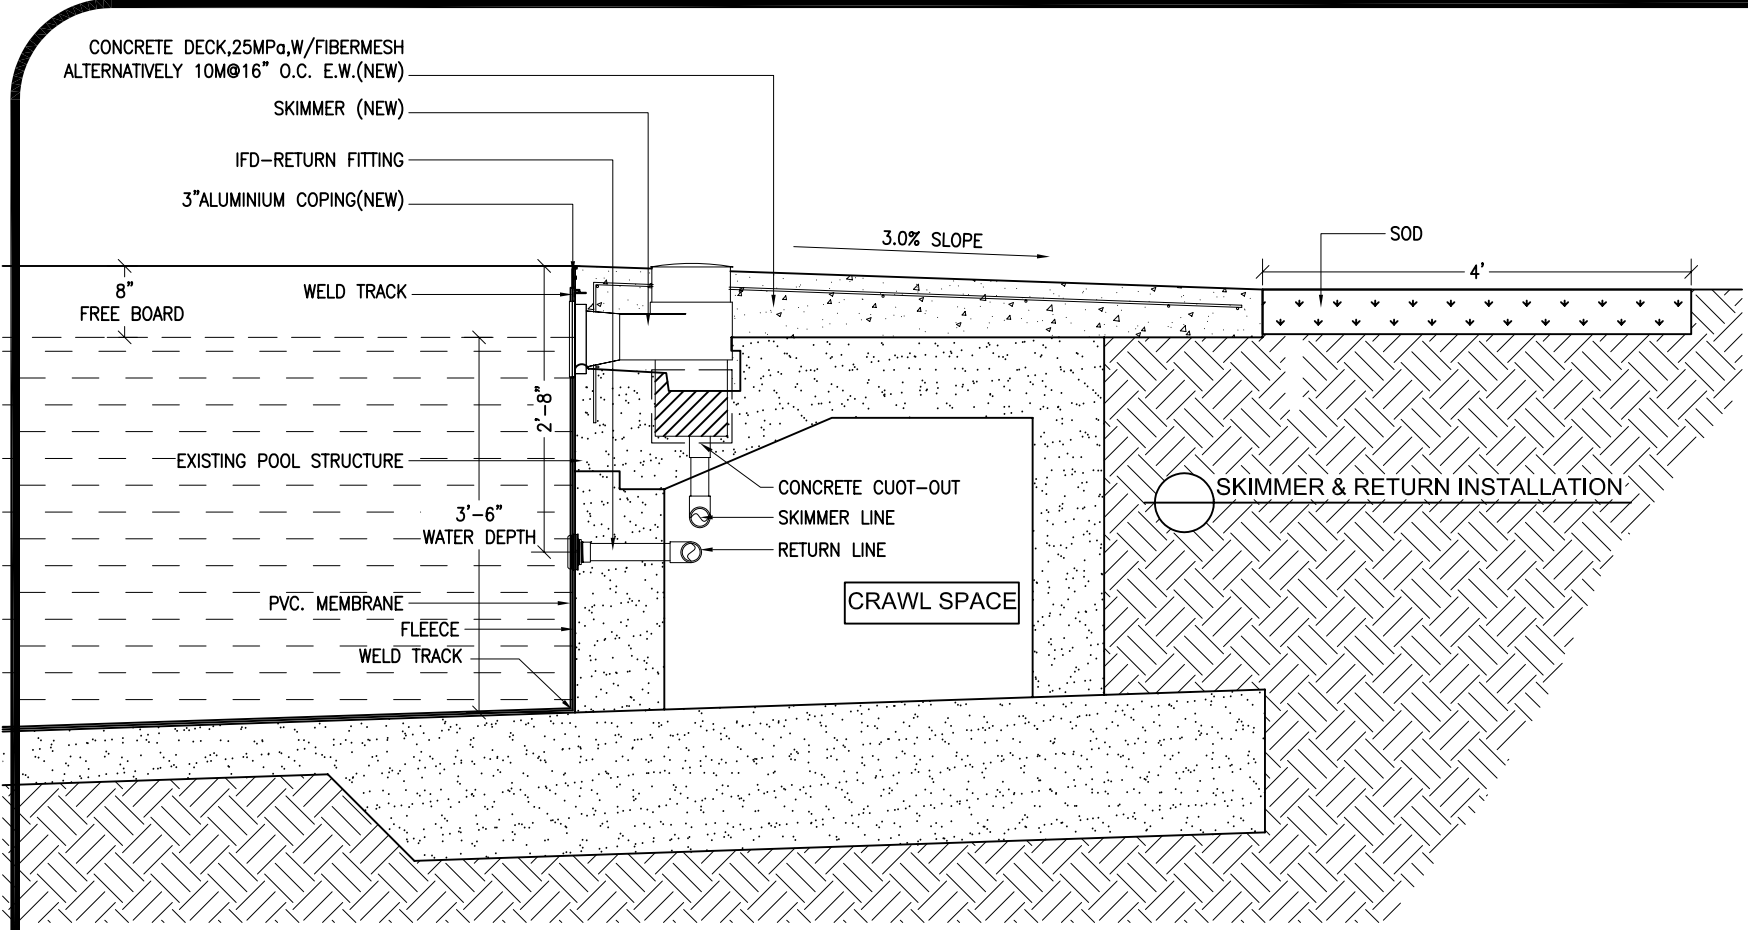 CONCRETE DECK,25MPa,W/FIBERMESH
ALTERNATIVELY 10M@16" O.C. E.W.(NEW)
SKIMMER (NEW)
IFD-RETURN FITTING
3"ALUMINIUM COPING(NEW)
3.0% SLOPE
SOD
4'
8"
FREE BOARD
WELD TRACK
2'-8"
EXISTING POOL STRUCTURE
CONCRETE CUOT-OUT
SKIMMER LINE
RETURN LINE
SKIMMER & RETURN INSTALLATION
3'-6"
WATER DEPTH
CRAWL SPACE
PVC. MEMBRANE
FLEECE
WELD TRACK